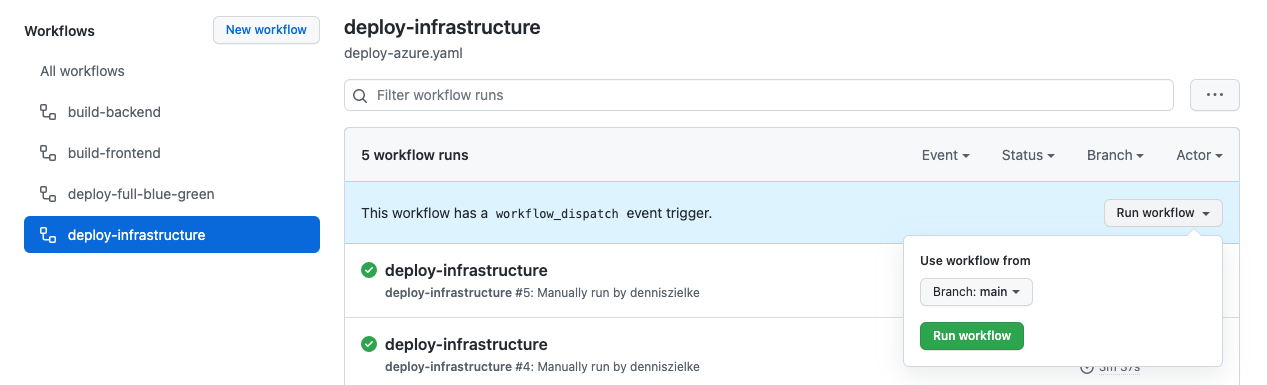 Workflows
New workflow
All workflows
build-backend
build-frontend
deploy-full-blue-green
deploy-infrastructure
deploy-infrastructure
deploy-azure.yaml
Filter workflow runs
...
5 workflow runs
Event
Status
Branch
Actor
This workflow has a workflow_dispatch event trigger.
Run workflow
Use workflow from
Branch: main
Run workflow
deploy-infrastructure
deploy-infrastructure #5: Manually run by denniszielke
deploy-infrastructure
deploy-infrastructure #4: Manually run by denniszielke
3m 37s